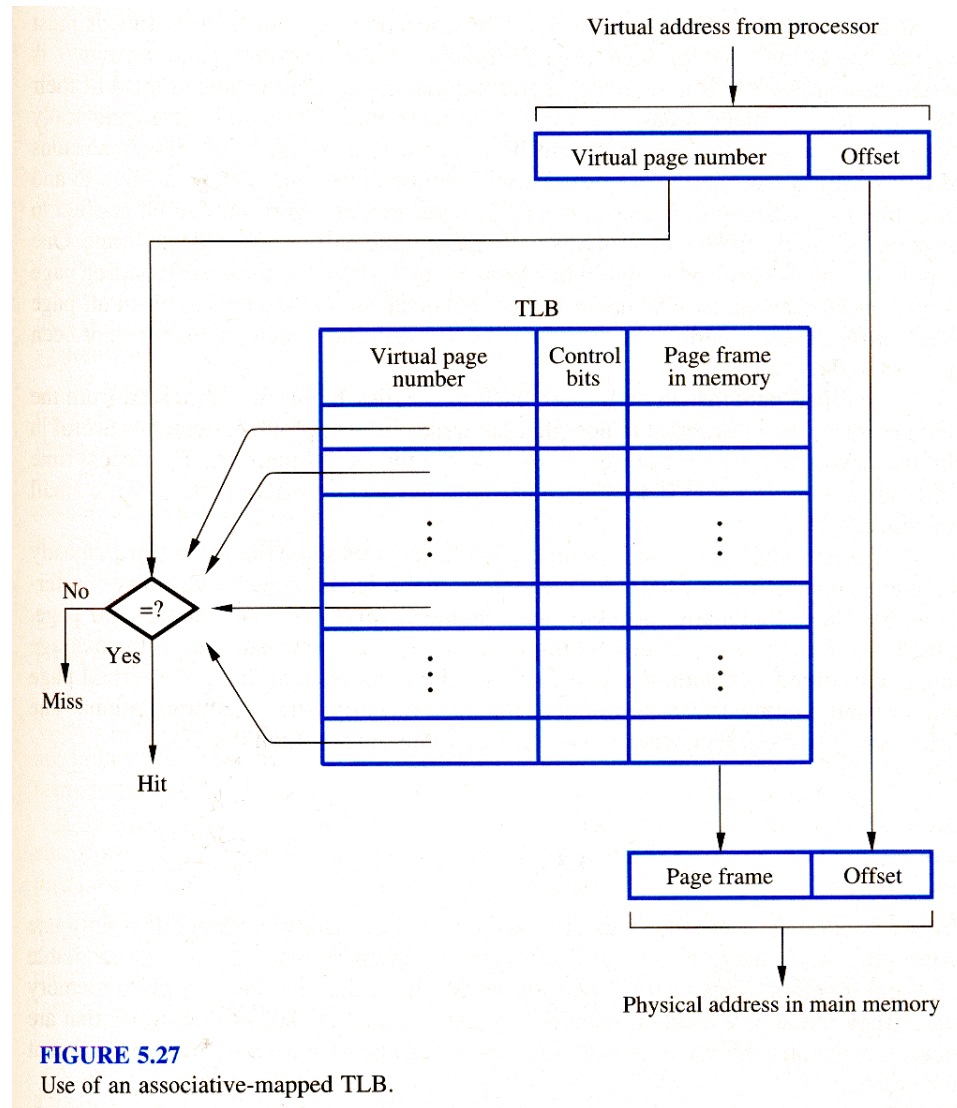 Virtual address from processor
Virtual page number
Offset
TLB
Virtual page
number
Control
bits
Page frame
in memory
No
=?
Yes
Miss
Hit
Page frame
Offset
Physical address in main memory
FIGURE 5.27
Use of an associative-mapped TLB.